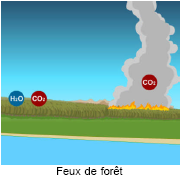 CO₂
H₂O CO₂
Feux de forêt